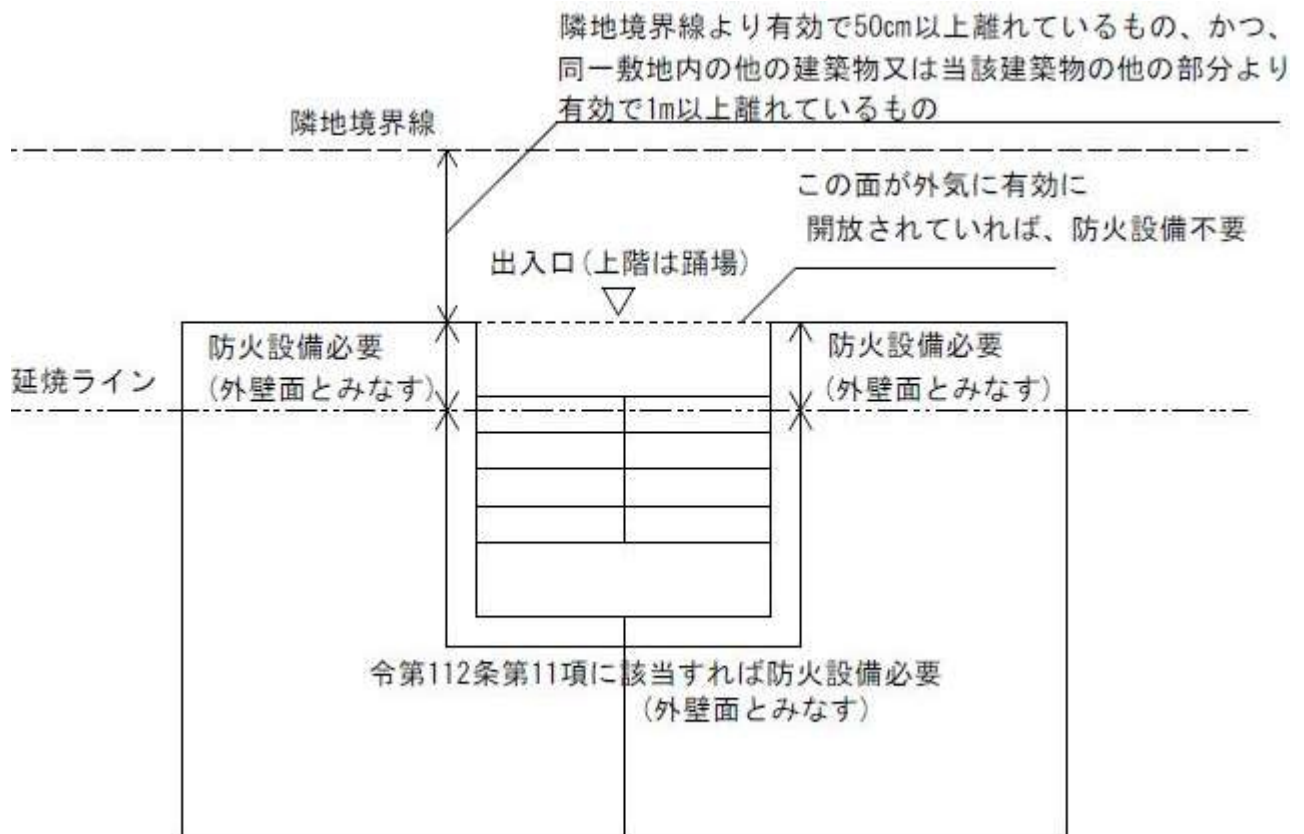 隣地境界線より有効で50㎝以上離れているもの、かつ、
同一敷地内の他の建築物又は当該建築物の他の部分より
有効で1m以上離れているもの
隣地境界線
この面が外気に有効に
開放されていれば、防火設備不要
出入口(上階は踊場)
防火設備必要
(外壁面とみなす)
防火設備必要
(外壁面とみなす)
延焼ライン
令第112条第11項に該当すれば防火設備必要
(外壁面とみなす)